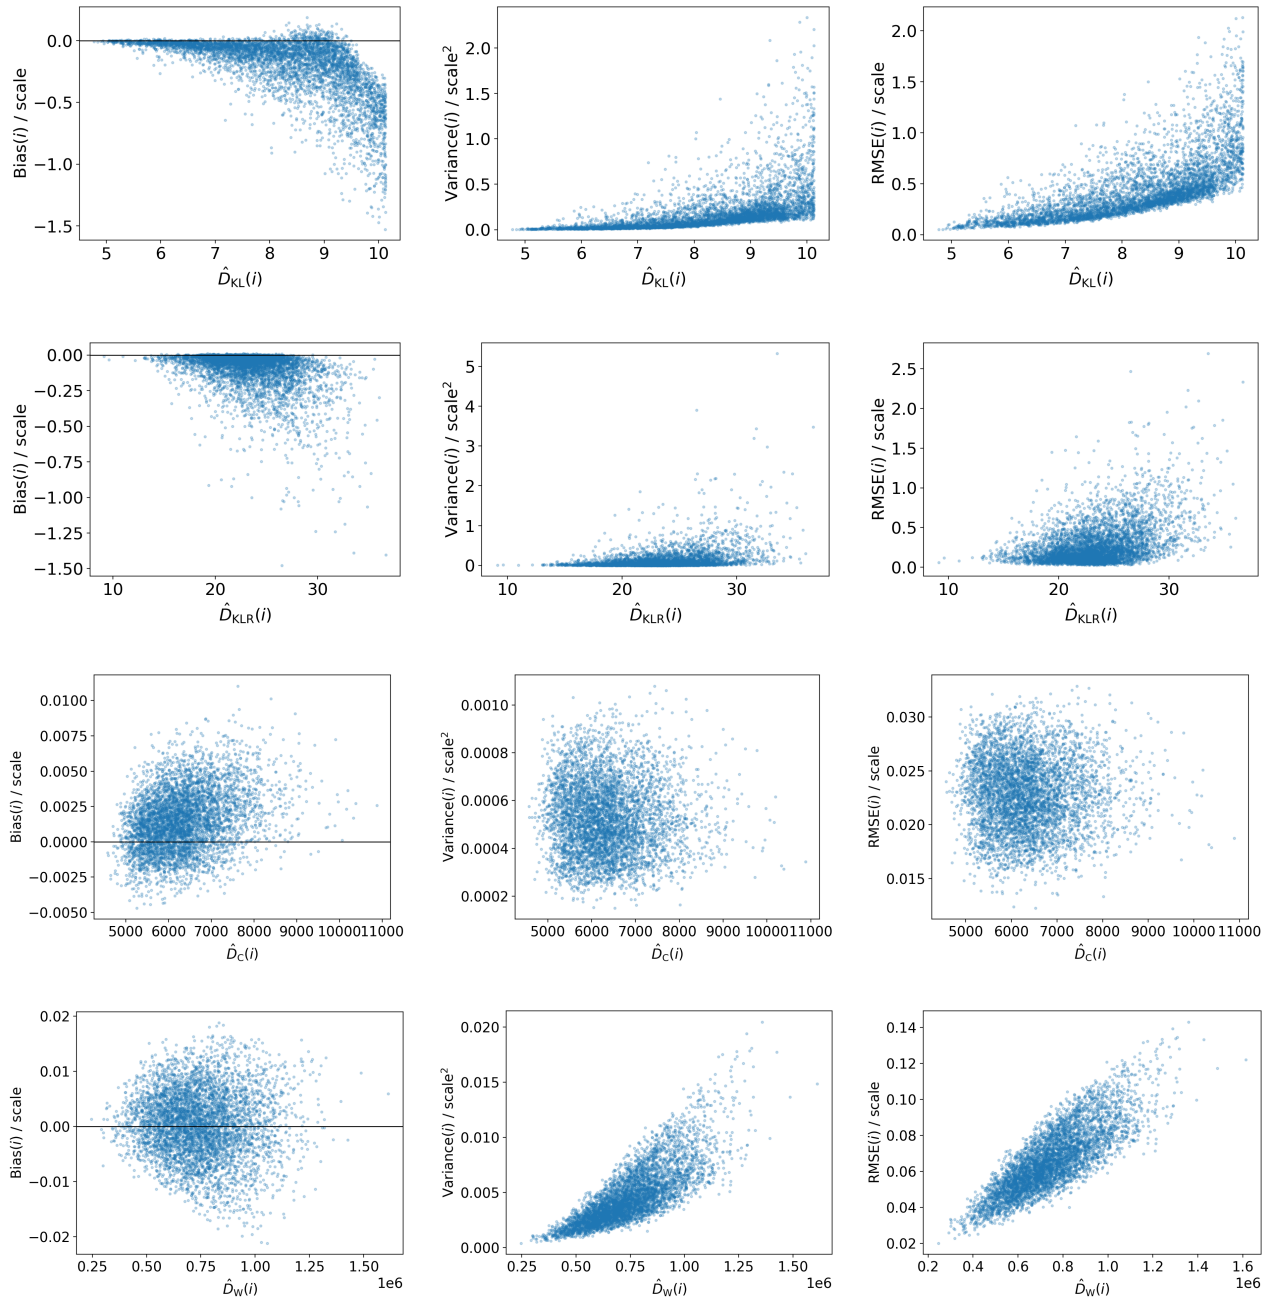 0.0
−0.5
−1.0
−1.5
Bias(i) / scale
5 6 7 8 9 10
D̂KL(i)
2.0
1.5
1.0
0.5
0.0
Variance(i) / scale²
5 6 7 8 9 10
D̂KL(i)
2.0
1.5
1.0
0.5
0.0
RMSE(i) / scale
5 6 7 8 9 10
D̂KL(i)
0.00
−0.25
−0.50
−0.75
−1.00
−1.25
−1.50
Bias(i) / scale
10 20 30
D̂KLR(i)
5
4
3
2
1
0
Variance(i) / scale²
10 20 30
D̂KLR(i)
2.5
2.0
1.5
1.0
0.5
0.0
RMSE(i) / scale
10 20 30
D̂KLR(i)
0.0100
0.0075
0.0050
0.0025
0.0000
−0.0025
−0.0050
Bias(i) / scale
5000 6000 7000 8000 9000 10000 11000
D̂C(i)
0.0010
0.0008
0.0006
0.0004
0.0002
Variance(i) / scale²
5000 6000 7000 8000 9000 10000 11000
D̂C(i)
0.030
0.025
0.020
0.015
RMSE(i) / scale
5000 6000 7000 8000 9000 10000 11000
D̂C(i)
0.02
0.01
0.00
−0.01
−0.02
Bias(i) / scale
0.25 0.50 0.75 1.00 1.25 1.50
1e6
D̂W(i)
0.020
0.015
0.010
0.005
0.000
Variance(i) / scale²
0.25 0.50 0.75 1.00 1.25 1.50
1e6
D̂W(i)
0.14
0.12
0.10
0.08
0.06
0.04
0.02
RMSE(i) / scale
0.2 0.4 0.6 0.8 1.0 1.2 1.4 1.6
1e6
D̂W(i)